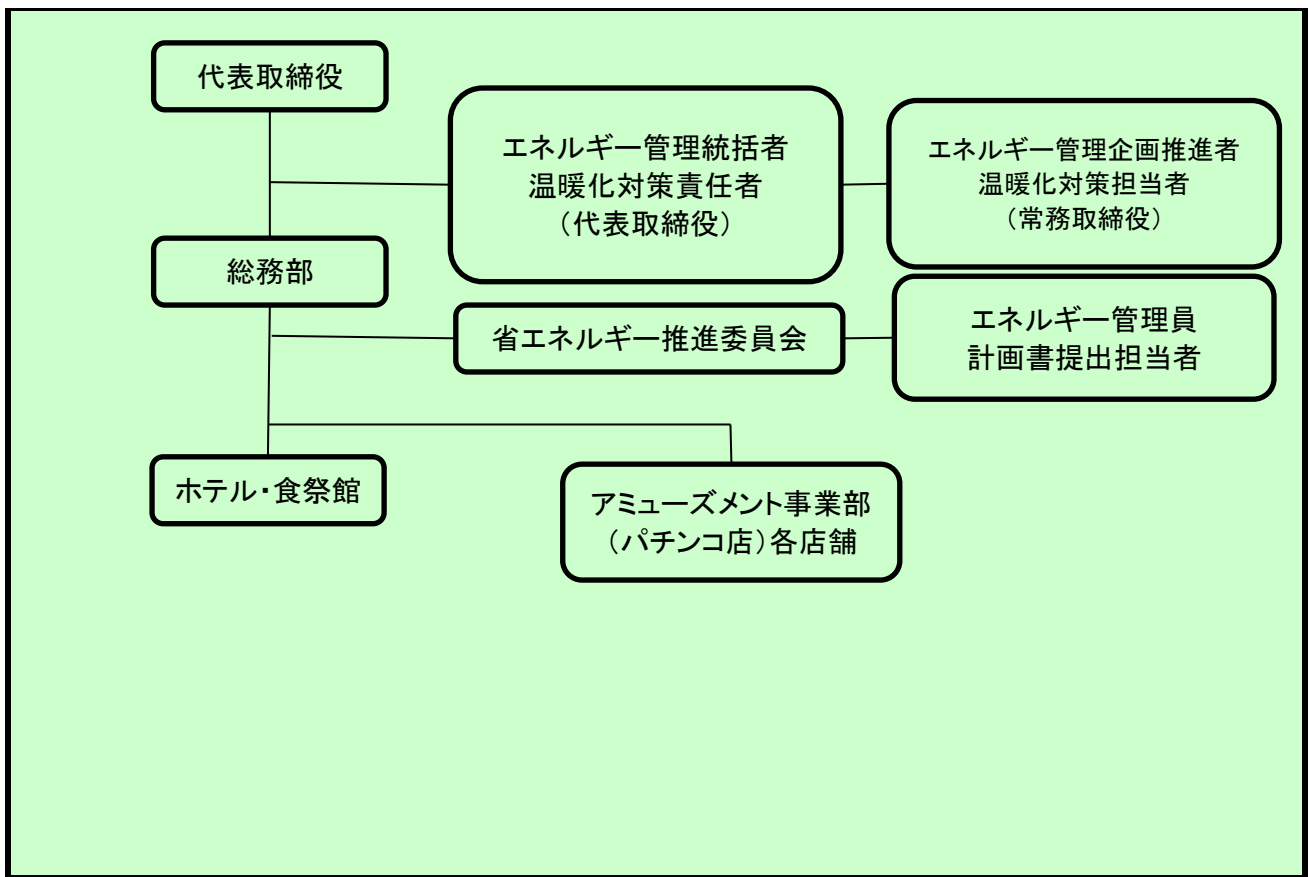 代表取締役
エネルギー管理統括者
温暖化対策責任者
（代表取締役）
エネルギー管理企画推進者
温暖化対策担当者
（常務取締役）
総務部
省エネルギー推進委員会
エネルギー管理員
計画書提出担当者
ホテル・食祭館
アミューズメント事業部
（パチンコ店）各店舗